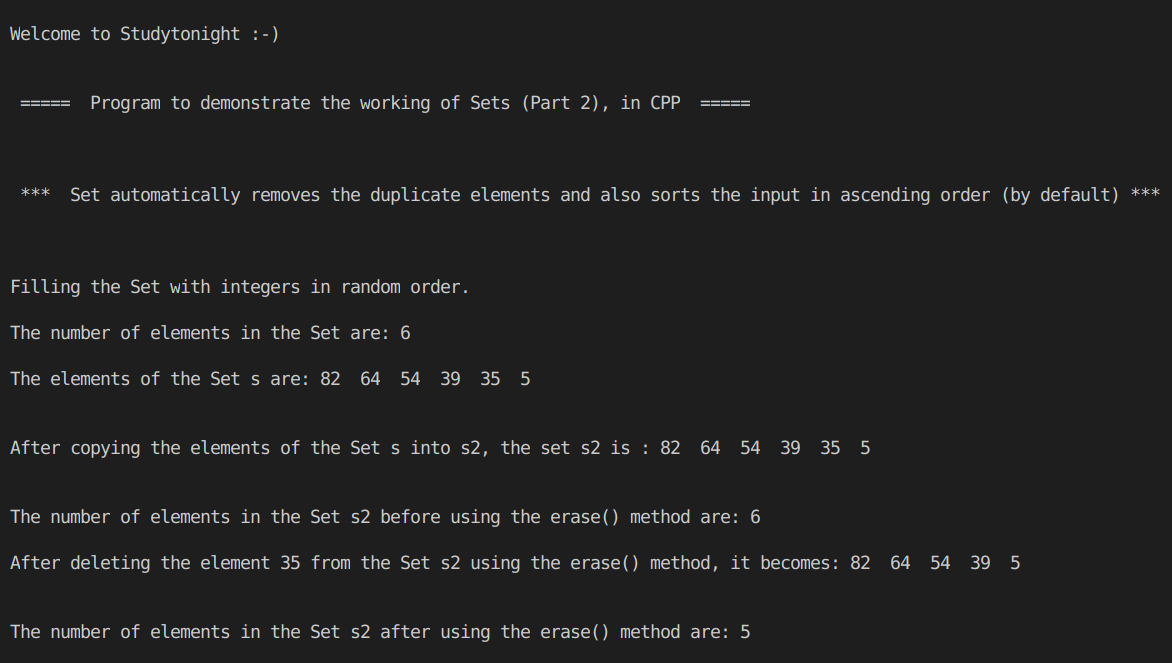 Welcome to Studytonight :-)
===== Program to demonstrate the working of Sets (Part 2), in CPP =====
*** Set automatically removes the duplicate elements and also sorts the input in ascending order (by default) ***
Filling the Set with integers in random order.
The number of elements in the Set are: 6
The elements of the Set s are: 82 64 54 39 35 5
After copying the elements of the Set s into s2, the set s2 is : 82 64 54 39 35 5
The number of elements in the Set s2 before using the erase() method are: 6
After deleting the element 35 from the Set s2 using the erase() method, it becomes: 82 64 54 39 5
The number of elements in the Set s2 after using the erase() method are: 5